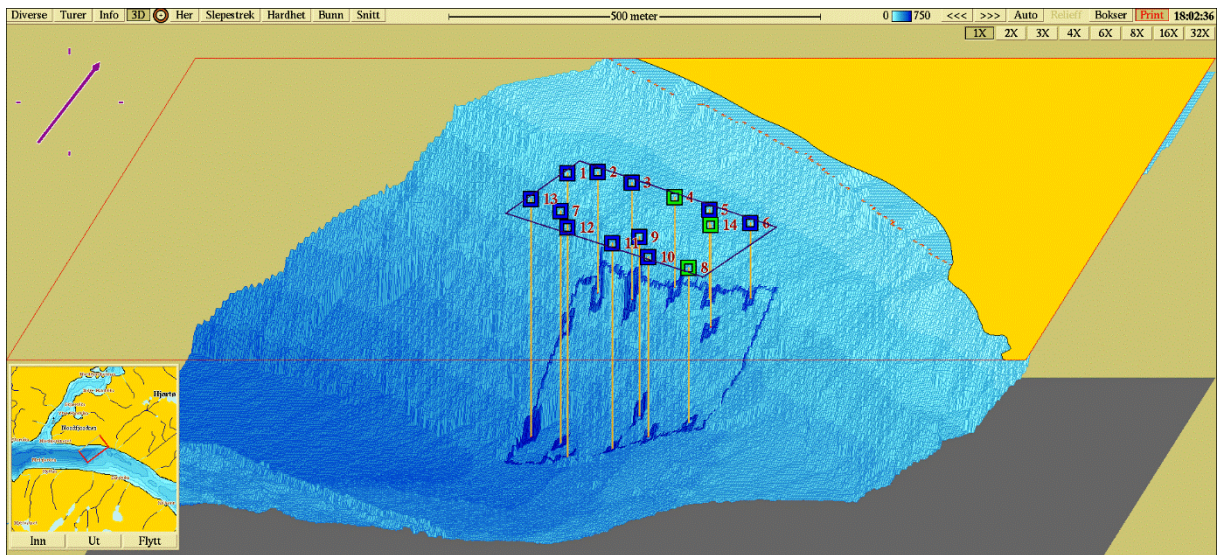 Diverse Turer Info 3D Her Slepestrek Hardhet Bunn Snitt 500 meter 0 750 <<< >>> Auto Relieff Bokser Print 18:02:36
1X 2X 3X 4X 6X 8X 16X 32X
1 2
3
13 4
7 5
12 14 6
11 9
10
8
Hjørtø
Nordfjordeen
Inn Ut Flytt